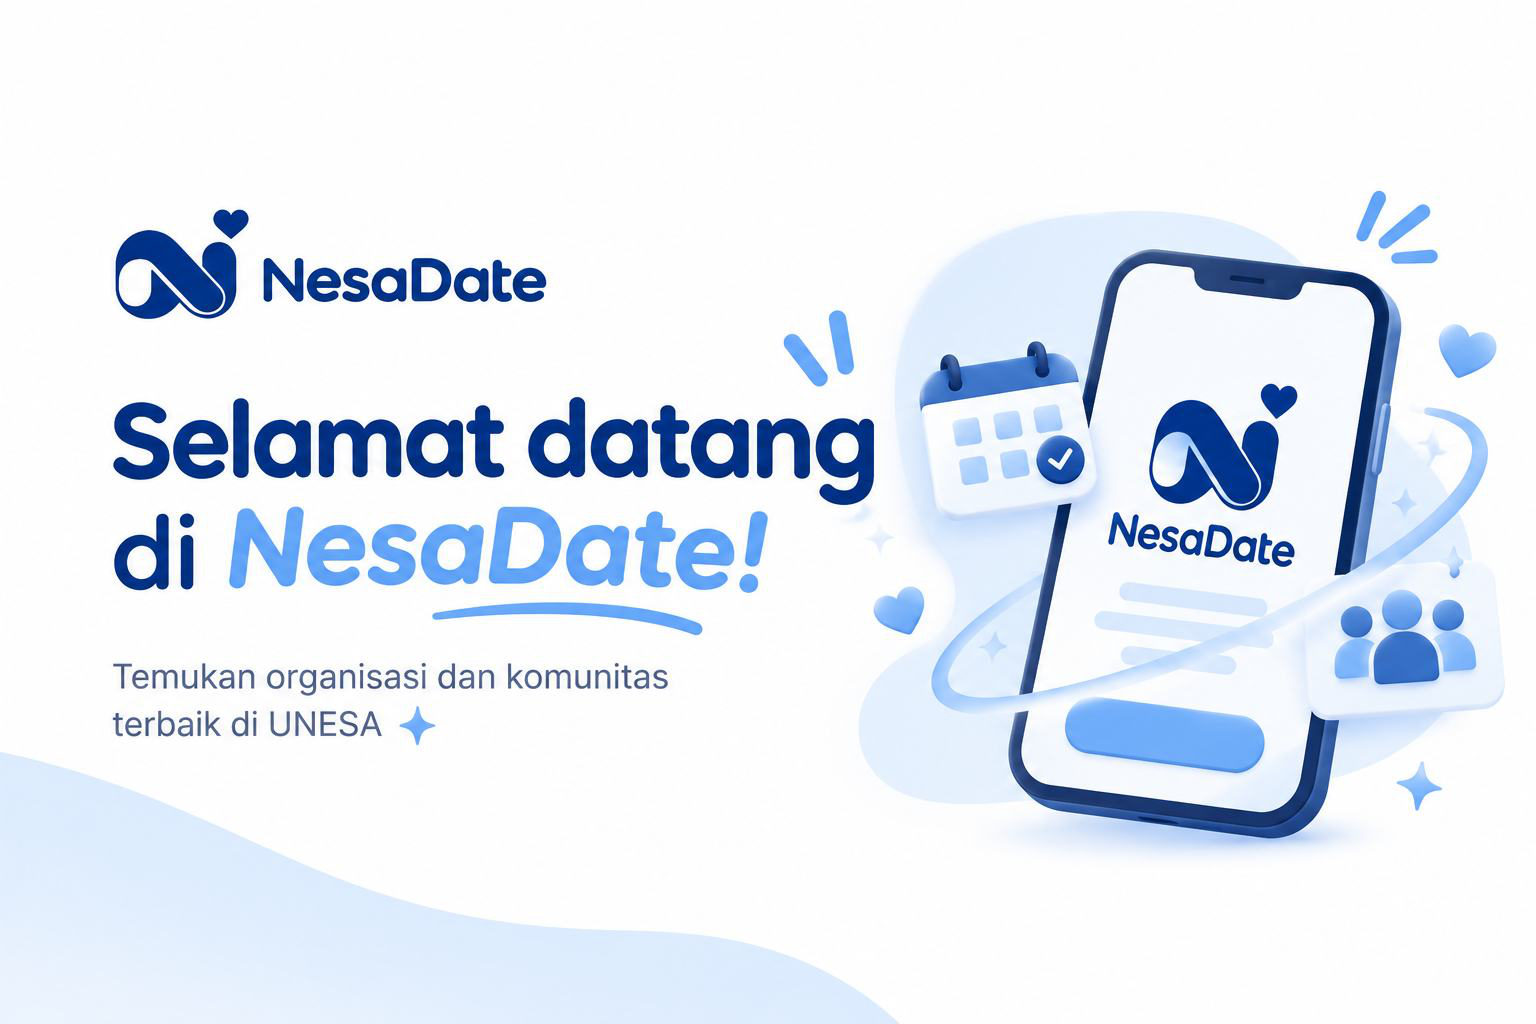 NesaDate
Selamat datang
di NesaDate!
Temukan organisasi dan komunitas
terbaik di UNESA
NesaDate